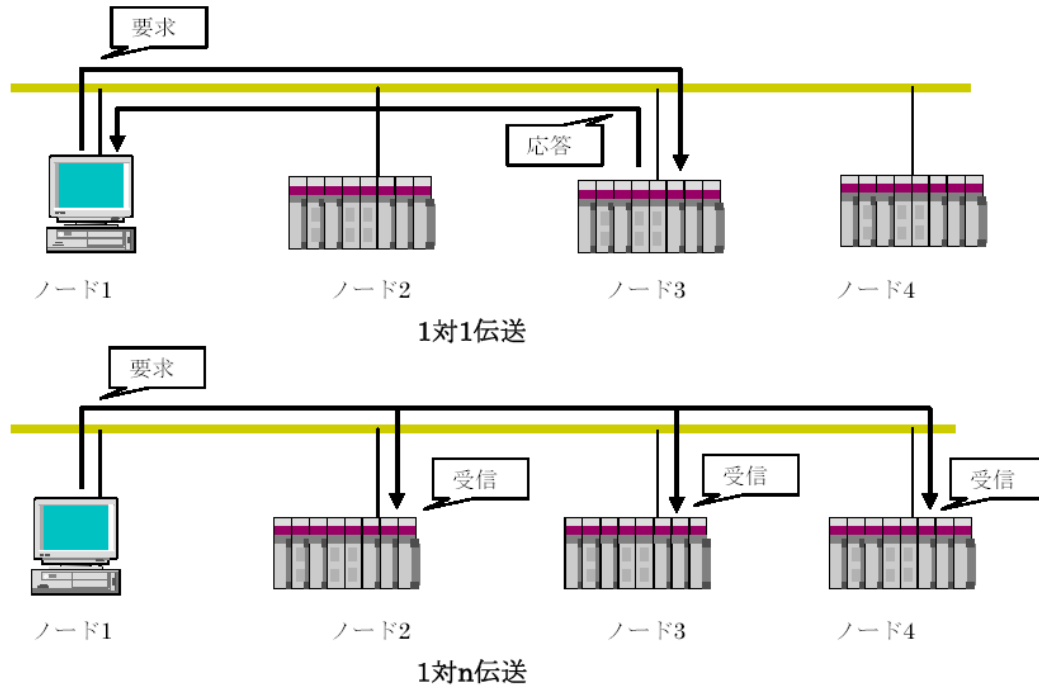 要求
応答
ノード1
ノード2
ノード3
ノード4
1対1伝送
要求
受信
受信
受信
ノード1
ノード2
ノード3
ノード4
1対n伝送